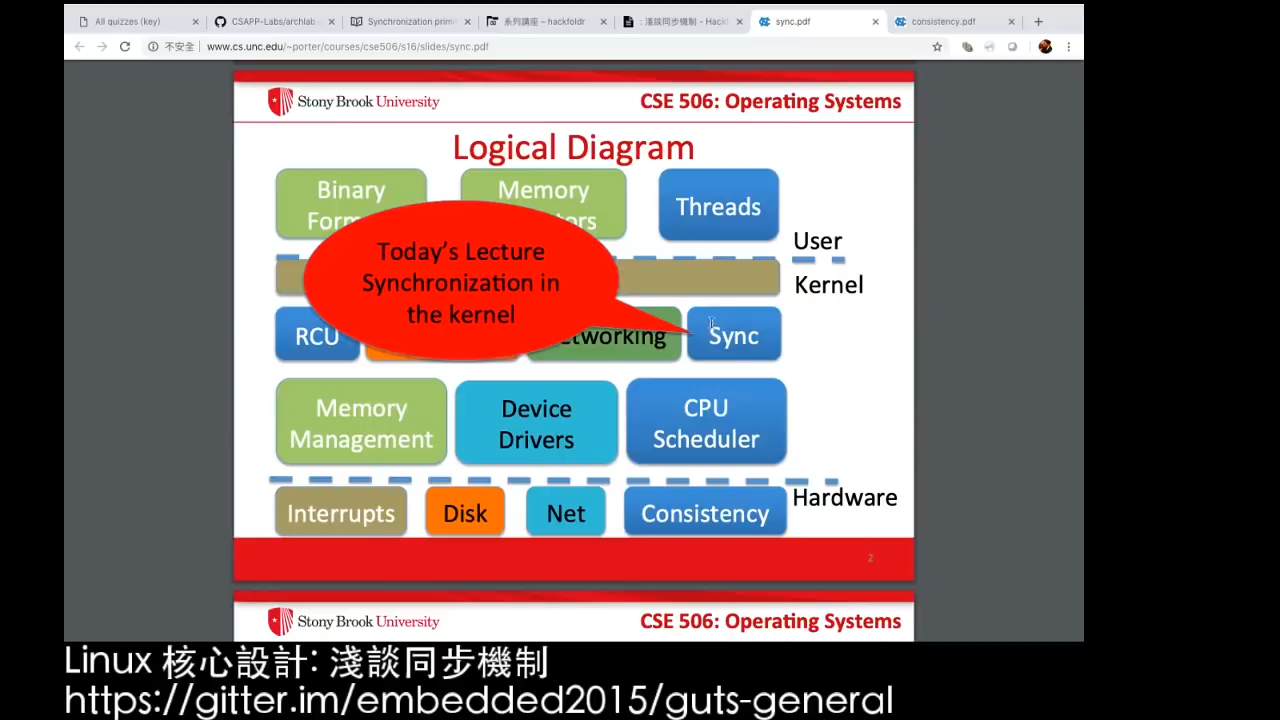 All quizzes (key)
CSAPP-Labs/archlab
Synchronization primi
系列講座 – hackfoldr
: 淺談同步機制 - Hackf
sync.pdf
consistency.pdf
不安全
www.cs.unc.edu/~porter/courses/cse506/s16/slides/sync.pdf
Stony Brook University
CSE 506: Operating Systems
Logical Diagram
Binary
Memory
Threads
Today's Lecture
Synchronization in
the kernel
User
Kernel
RCU
Sync
Memory
Management
Device
Drivers
CPU
Scheduler
Hardware
Interrupts
Disk
Net
Consistency
2
Stony Brook University
CSE 506: Operating Systems
Linux 核心設計: 淺談同步機制
https://gitter.im/embedded2015/guts-general